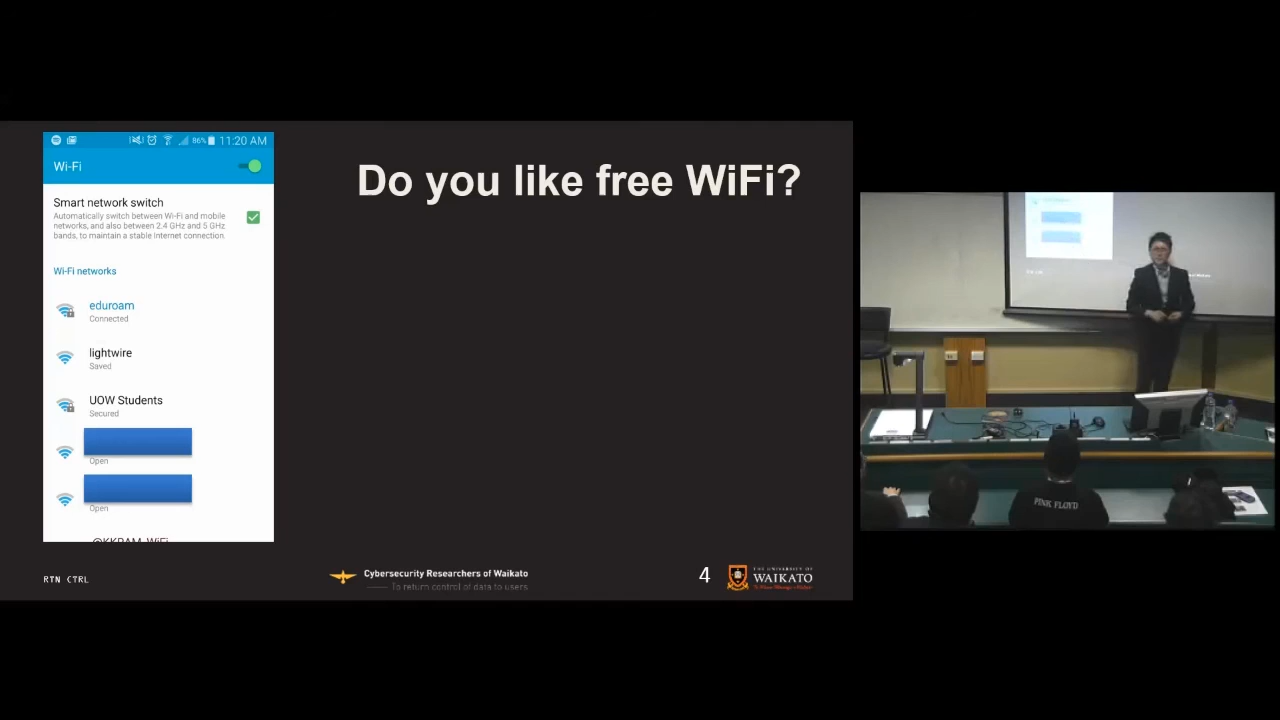 86% 11:20 AM
Wi-Fi
Smart network switch
Automatically switch between Wi-Fi and mobile
networks, and also between 2.4 GHz and 5 GHz
bands, to maintain a stable Internet connection.
Wi-Fi networks
eduroam
Connected
lightwire
Saved
UOW Students
Secured
Open
Open
Do you like free WiFi?
RTN CTRL
Cybersecurity Researchers of Waikato
To return control of data to users
4
THE UNIVERSITY OF
WAIKATO
PINK FLOYD